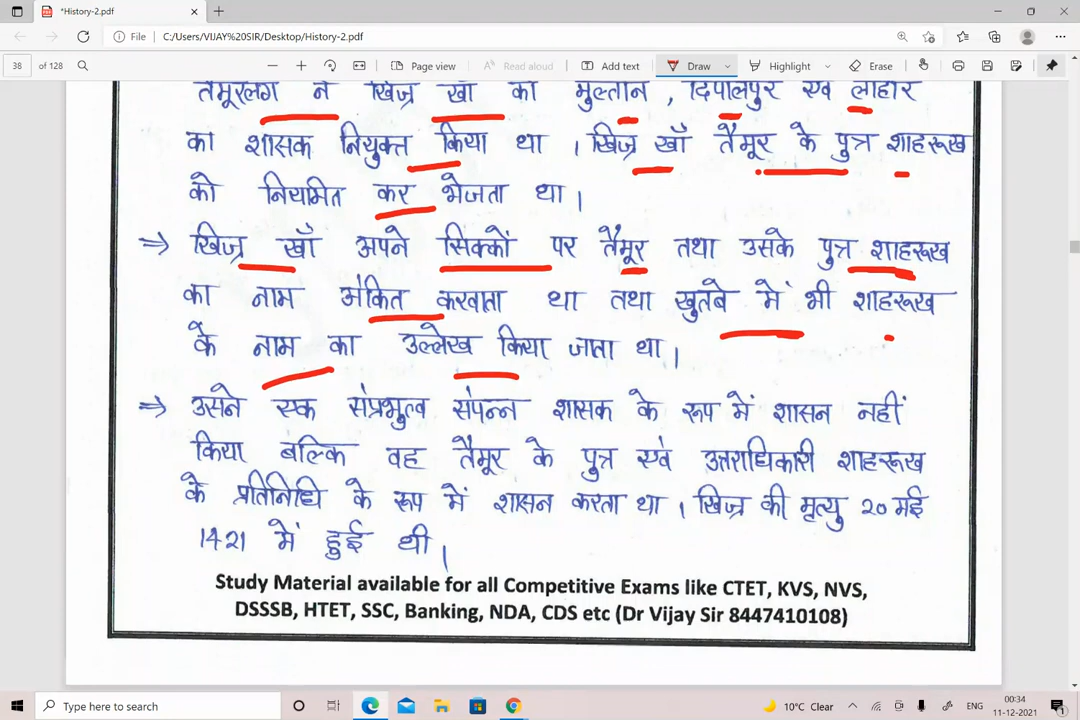 *History-2.pdf
File C:/Users/VIJAY%20SIR/Desktop/History-2.pdf
38 of 128 Page view Read aloud Add text Draw Highlight Erase
तैमूरलंग ने खिज्र खाँ को मुल्तान, दिपालपुर एवं लाहौर
का शासक नियुक्त किया था। खिज्र खाँ तैमूर के पुत्र शाहरूख
को नियमित कर भेजता था।
⇒ खिज्र खाँ अपने सिक्कों पर तैमूर तथा उसके पुत्र शाहरूख
का नाम अंकित करवाता था तथा खुतबे में भी शाहरूख
के नाम का उल्लेख किया जाता था।
⇒ उसने एक संप्रभुत्व संपन्न शासक के रूप में शासन नहीं
किया बल्कि वह तैमूर के पुत्र एवं उत्तराधिकारी शाहरूख
के प्रतिनिधि के रूप में शासन करता था। खिज्र की मृत्यु 20 मई
1421 में हुई थी।
Study Material available for all Competitive Exams like CTET, KVS, NVS,
DSSSB, HTET, SSC, Banking, NDA, CDS etc (Dr Vijay Sir 8447410108)
Type here to search 10°C Clear ENG 00:34
11-12-2021